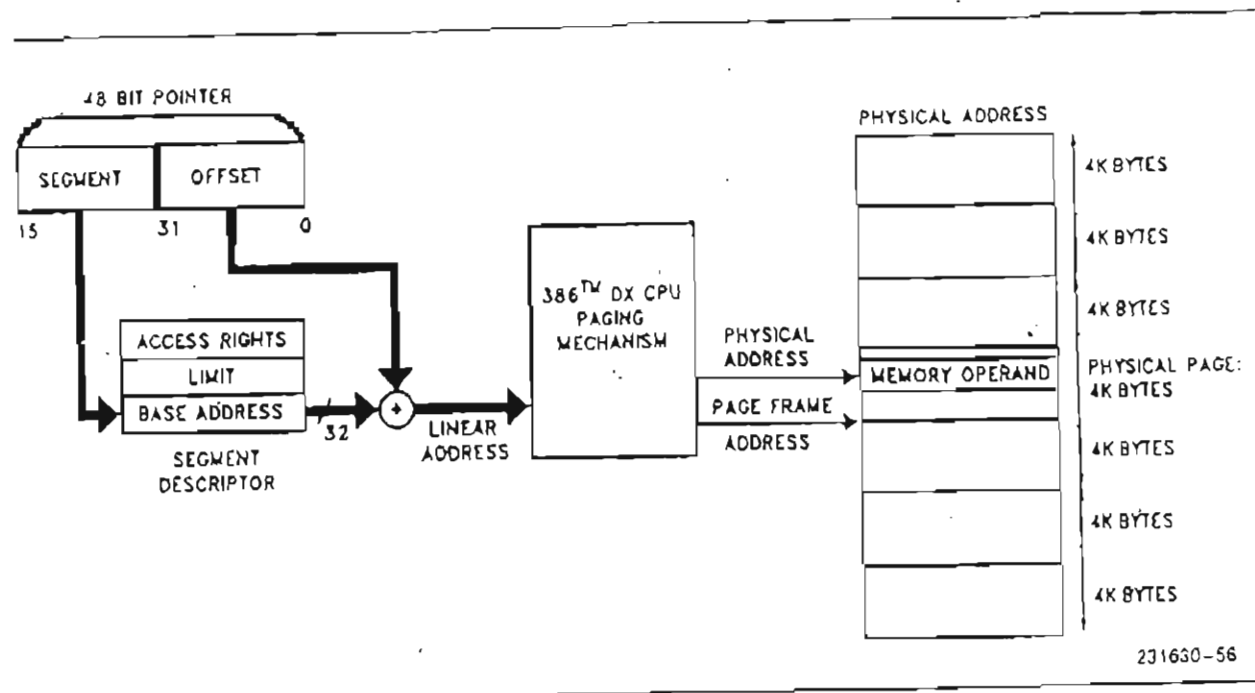 48 BIT POINTER
SEGMENT OFFSET
15 31 0
ACCESS RIGHTS
LIMIT
BASE ADDRESS
SEGMENT
DESCRIPTOR
32
+
LINEAR
ADDRESS
386™ DX CPU
PAGING
MECHANISM
PHYSICAL
ADDRESS
PAGE FRAME
ADDRESS
PHYSICAL ADDRESS
4K BYTES
4K BYTES
4K BYTES
MEMORY OPERAND
PHYSICAL PAGE:
4K BYTES
4K BYTES
4K BYTES
4K BYTES
231630-56